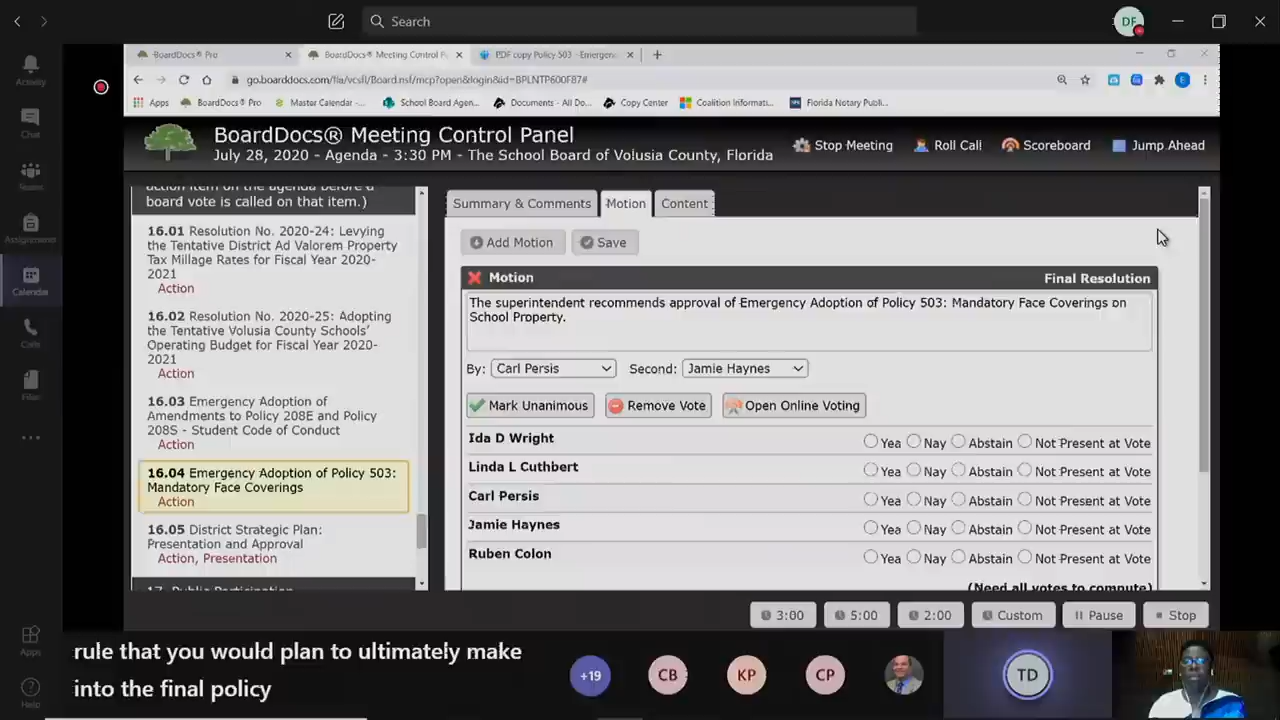 Search
DF
BoardDocs® Pro
BoardDocs® Meeting Control P
PDF copy Policy 503 - Emergenc
go.boarddocs.com/fla/vcsfl/Board.nsf/mcp?open&login&id=BPLNTP600F87#
Apps
BoardDocs® Pro
Master Calendar -...
School Board Agen...
Documents - All Do...
Copy Center
Coalition Informati...
Florida Notary Publi...
BoardDocs® Meeting Control Panel
July 28, 2020 - Agenda - 3:30 PM - The School Board of Volusia County, Florida
Stop Meeting
Roll Call
Scoreboard
Jump Ahead
Activity
Chat
Teams
Assignments
Calendar
Calls
Files
Apps
Help
action item on the agenda before a
board vote is called on that item.)
16.01 Resolution No. 2020-24: Levying
the Tentative District Ad Valorem Property
Tax Millage Rates for Fiscal Year 2020-
2021
Action
16.02 Resolution No. 2020-25: Adopting
the Tentative Volusia County Schools'
Operating Budget for Fiscal Year 2020-
2021
Action
16.03 Emergency Adoption of
Amendments to Policy 208E and Policy
208S - Student Code of Conduct
Action
16.04 Emergency Adoption of Policy 503:
Mandatory Face Coverings
Action
16.05 District Strategic Plan:
Presentation and Approval
Action, Presentation
17. Public Participation
Summary & Comments
Motion
Content
Add Motion
Save
Motion
Final Resolution
The superintendent recommends approval of Emergency Adoption of Policy 503: Mandatory Face Coverings on
School Property.
By: Carl Persis Second: Jamie Haynes
Mark Unanimous
Remove Vote
Open Online Voting
Ida D Wright Yea Nay Abstain Not Present at Vote
Linda L Cuthbert Yea Nay Abstain Not Present at Vote
Carl Persis Yea Nay Abstain Not Present at Vote
Jamie Haynes Yea Nay Abstain Not Present at Vote
Ruben Colon Yea Nay Abstain Not Present at Vote
(Need all votes to compute)
3:00
5:00
2:00
Custom
Pause
Stop
rule that you would plan to ultimately make
into the final policy
+19
CB
KP
CP
TD